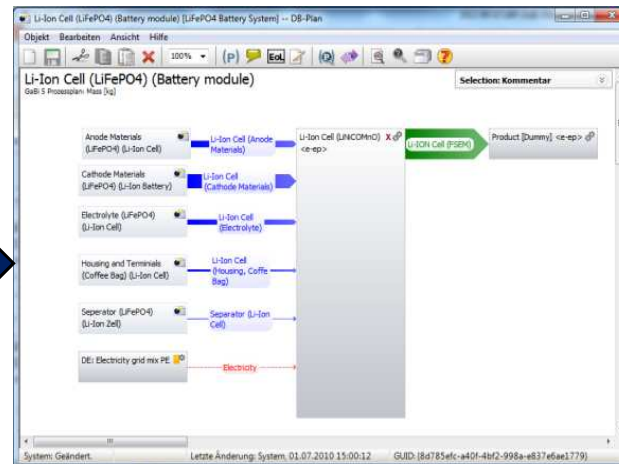 Li-Ion Cell (LiFePO4) (Battery module) [LiFePO4 Battery System] -- DB-Plan
Objekt Bearbeiten Ansicht Hilfe
100% (P) EoL
Li-Ion Cell (LiFePO4) (Battery module)
GaBi 5 Prozessplan: Mass [kg]
Selection: Kommentar
Anode Materials
(LiFePO4) (Li-Ion Cell)
Li-Ion Cell (Anode
Materials)
Li-Ion Cell (LiNiCOMnO) X
<e-ep>
Li-ION Cell (PSEM)
Product [Dummy] <e-ep>
Cathode Materials
(LiFePO4) (Li-Ion Battery)
Li-Ion Cell
(Cathode Materials)
Electrolyte (LiFePO4)
(Li-Ion Cell)
Li-Ion Cell
(Electrolyte)
Housing and Terminials
(Coffee Bag) (Li-Ion Cell)
Li-Ion Cell
(Housing, Coffe
Bag)
Seperator (LiFePO4)
(Li-Ion Zell)
Separator (Li-Ion
Cell)
DE: Electricity grid mix PE
Electricity
System: Geändert.
Letzte Änderung: System, 01.07.2010 15:00:12
GUID: {8d785efc-a40f-4bf2-998a-e837e6ae1779}